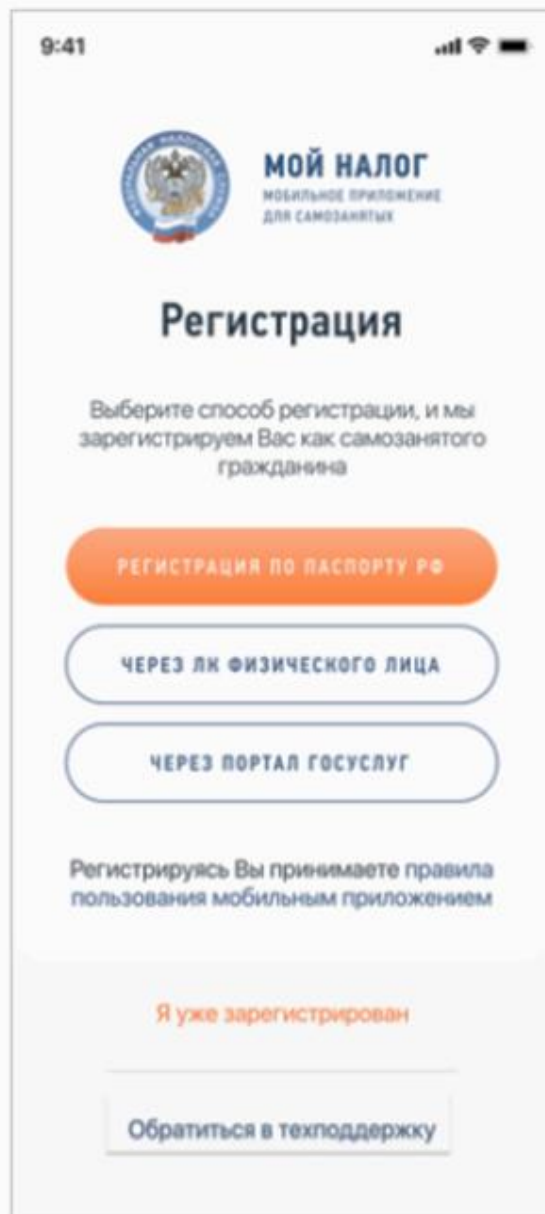 9:41
МОЙ НАЛОГ
МОБИЛЬНОЕ ПРИЛОЖЕНИЕ
ДЛЯ САМОЗАНЯТЫХ
Регистрация
Выберите способ регистрации, и мы
зарегистрируем Вас как самозанятого
гражданина
РЕГИСТРАЦИЯ ПО ПАСПОРТУ РФ
ЧЕРЕЗ ЛК ФИЗИЧЕСКОГО ЛИЦА
ЧЕРЕЗ ПОРТАЛ ГОСУСЛУГ
Регистрируясь Вы принимаете правила
пользования мобильным приложением
Я уже зарегистрирован
Обратиться в техподдержку